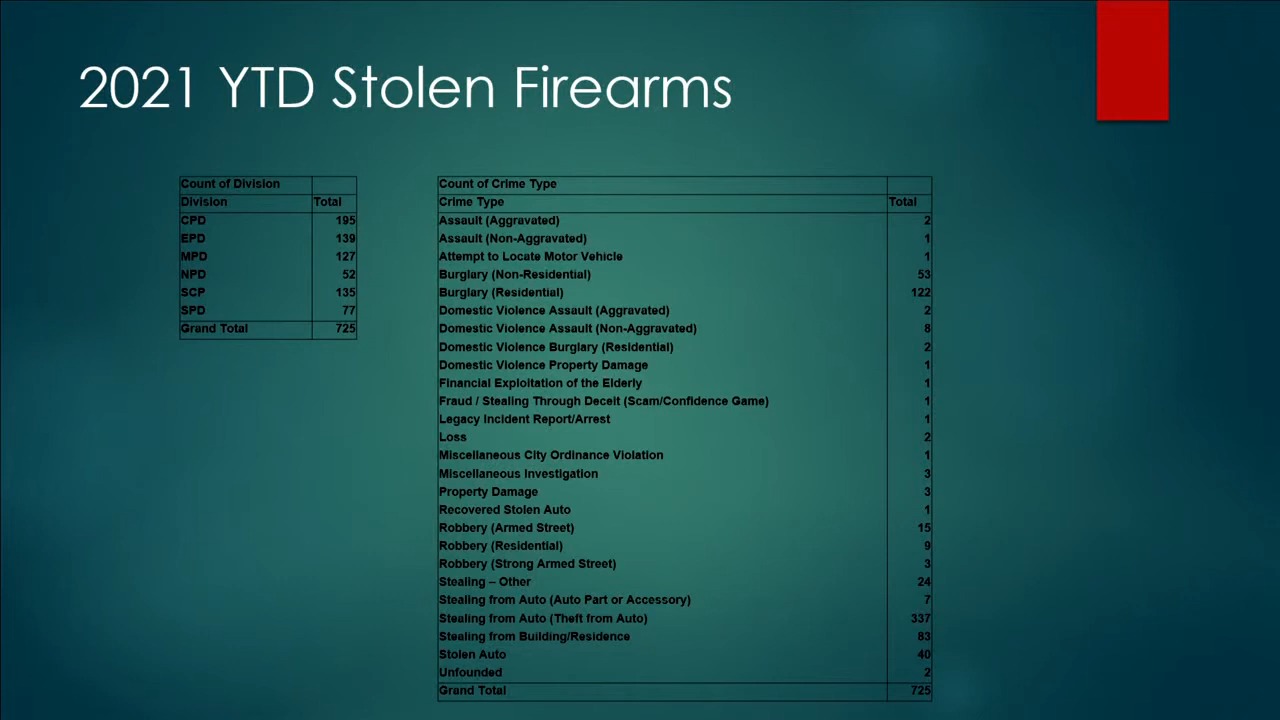 2021 YTD Stolen Firearms
Count of Division
Division Total
CPD 195
EPD 139
MPD 127
NPD 52
SCP 135
SPD 77
Grand Total 725
Count of Crime Type
Crime Type Total
Assault (Aggravated) 2
Assault (Non-Aggravated) 1
Attempt to Locate Motor Vehicle 1
Burglary (Non-Residential) 53
Burglary (Residential) 122
Domestic Violence Assault (Aggravated) 2
Domestic Violence Assault (Non-Aggravated) 8
Domestic Violence Burglary (Residential) 2
Domestic Violence Property Damage 1
Financial Exploitation of the Elderly 1
Fraud / Stealing Through Deceit (Scam/Confidence Game) 1
Legacy Incident Report/Arrest 1
Loss 2
Miscellaneous City Ordinance Violation 1
Miscellaneous Investigation 3
Property Damage 3
Recovered Stolen Auto 1
Robbery (Armed Street) 15
Robbery (Residential) 9
Robbery (Strong Armed Street) 3
Stealing – Other 24
Stealing from Auto (Auto Part or Accessory) 7
Stealing from Auto (Theft from Auto) 337
Stealing from Building/Residence 83
Stolen Auto 40
Unfounded 2
Grand Total 725